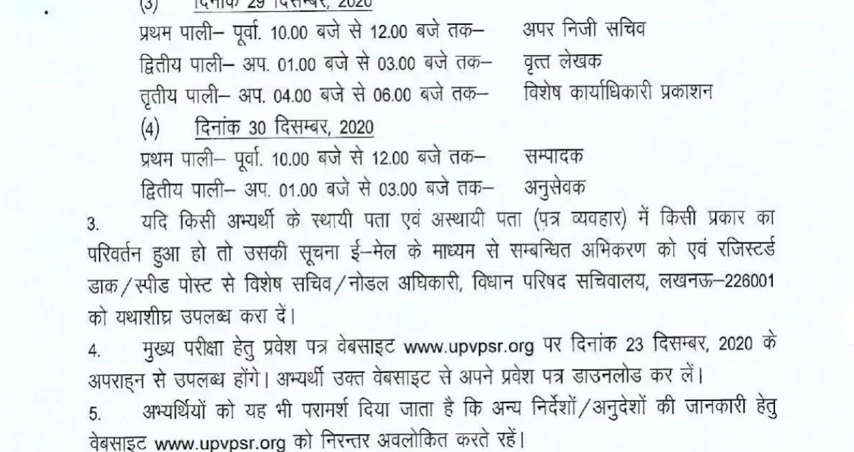 (3) दिनांक 29 दिसम्बर, 2020
प्रथम पाली– पूर्वा. 10.00 बजे से 12.00 बजे तक– अपर निजी सचिव
द्वितीय पाली– अप. 01.00 बजे से 03.00 बजे तक– वृत्त लेखक
तृतीय पाली– अप. 04.00 बजे से 06.00 बजे तक– विशेष कार्याधिकारी प्रकाशन
(4) दिनांक 30 दिसम्बर, 2020
प्रथम पाली– पूर्वा. 10.00 बजे से 12.00 बजे तक– सम्पादक
द्वितीय पाली– अप. 01.00 बजे से 03.00 बजे तक– अनुसेवक
3. यदि किसी अभ्यर्थी के स्थायी पता एवं अस्थायी पता (पत्र व्यवहार) में किसी प्रकार का
परिवर्तन हुआ हो तो उसकी सूचना ई–मेल के माध्यम से सम्बन्धित अभिकरण को एवं रजिस्टर्ड
डाक/स्पीड पोस्ट से विशेष सचिव/नोडल अधिकारी, विधान परिषद सचिवालय, लखनऊ–226001
को यथाशीघ्र उपलब्ध करा दें।
4. मुख्य परीक्षा हेतु प्रवेश पत्र वेबसाइट www.upvpsr.org पर दिनांक 23 दिसम्बर, 2020 के
अपराह्न से उपलब्ध होंगे। अभ्यर्थी उक्त वेबसाइट से अपने प्रवेश पत्र डाउनलोड कर लें।
5. अभ्यर्थियों को यह भी परामर्श दिया जाता है कि अन्य निर्देशों/अनुदेशों की जानकारी हेतु
वेबसाइट www.upvpsr.org को निरन्तर अवलोकित करते रहें।